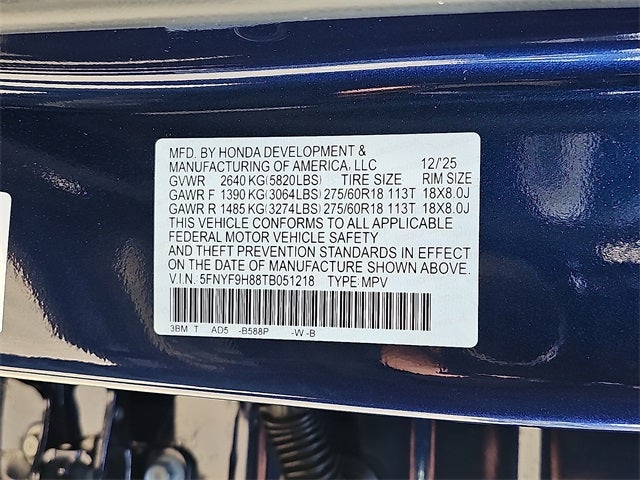 MFD. BY HONDA DEVELOPMENT &
MANUFACTURING OF AMERICA, LLC 12/'25
GVWR 2640 KG(5820LBS) TIRE SIZE RIM SIZE
GAWR F 1390 KG(3064LBS) 275/60R18 113T 18X8.0J
GAWR R 1485 KG(3274LBS) 275/60R18 113T 18X8.0J
THIS VEHICLE CONFORMS TO ALL APPLICABLE
FEDERAL MOTOR VEHICLE SAFETY
AND THEFT PREVENTION STANDARDS IN EFFECT
ON THE DATE OF MANUFACTURE SHOWN ABOVE.
V.I.N. 5FNYF9H88TB051218 TYPE: MPV
3BM T AD5 -B588P -W -B